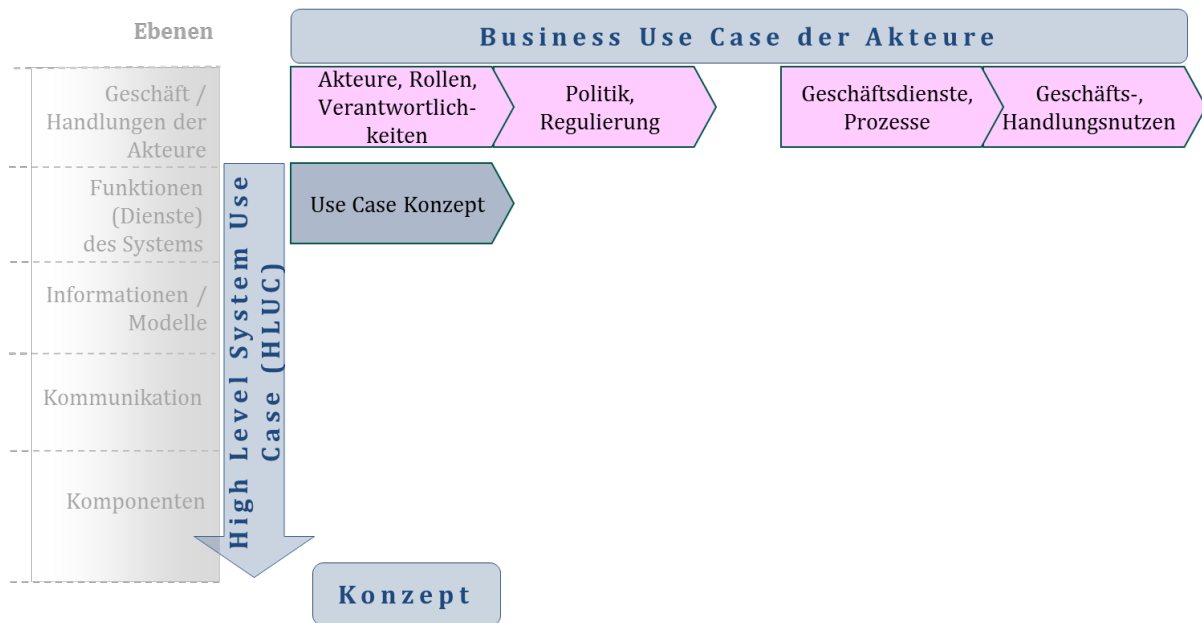 Ebenen
Business Use Case der Akteure
Geschäft /
Handlungen der
Akteure
Akteure, Rollen,
Verantwortlich-
keiten
Politik,
Regulierung
Geschäftsdienste,
Prozesse
Geschäfts-,
Handlungsnutzen
Funktionen
(Dienste)
des Systems
Use Case Konzept
High Level System Use
Case (HLUC)
Informationen /
Modelle
Kommunikation
Komponenten
Konzept